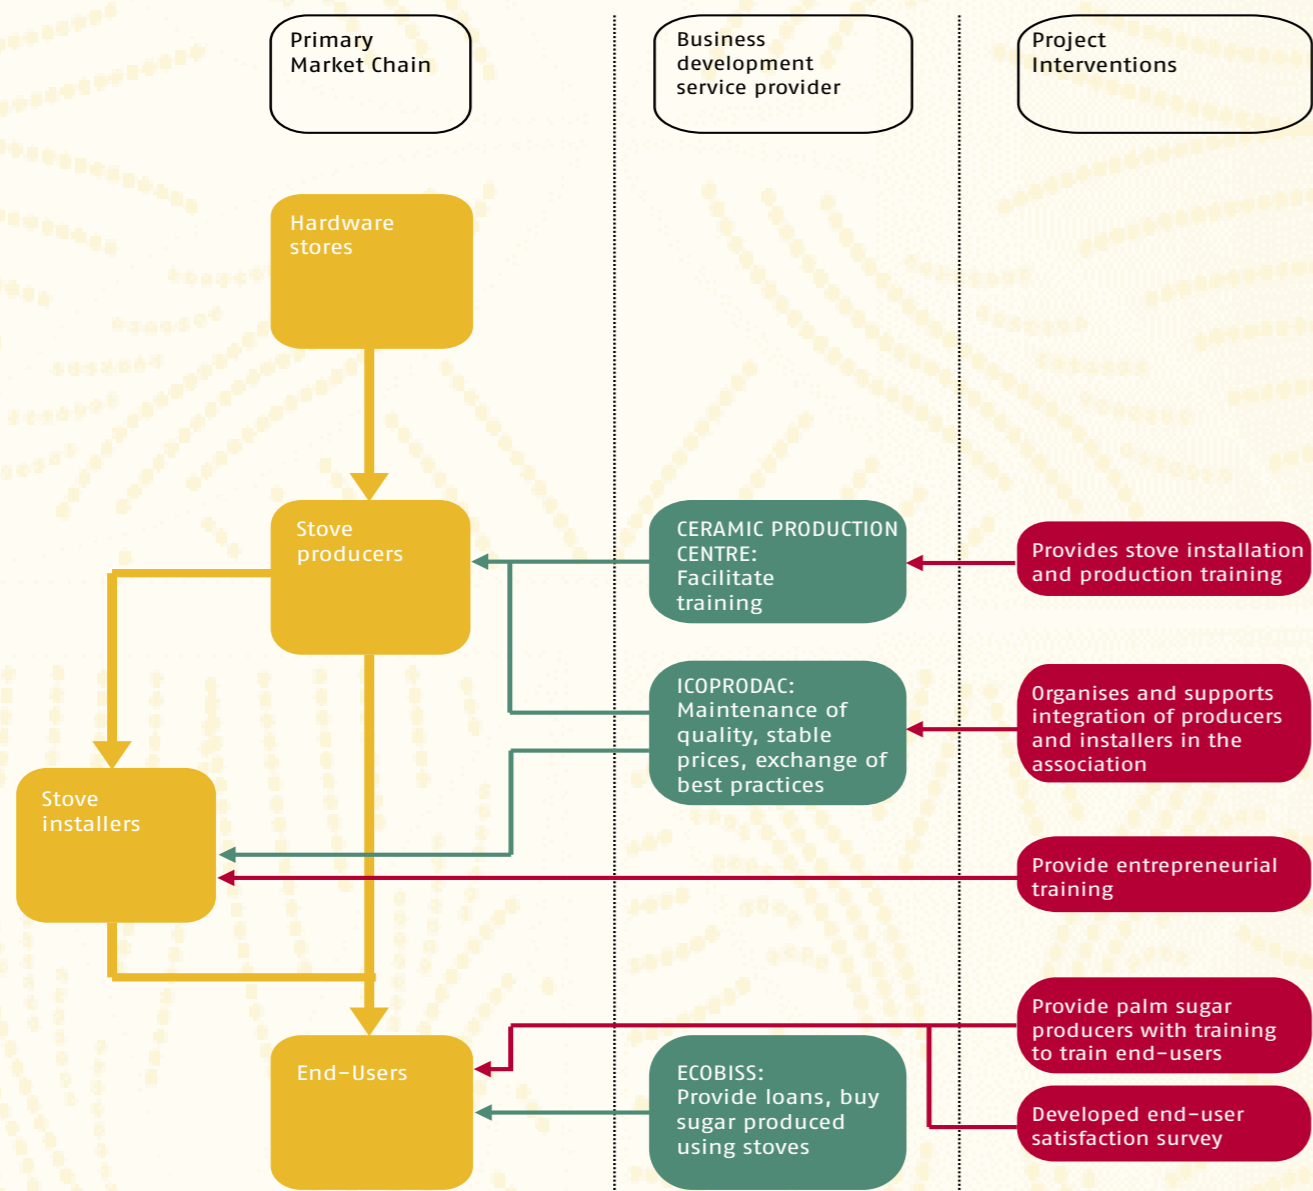 Primary
Market Chain
Business
development
service provider
Project
Interventions
Hardware
stores
Stove
producers
CERAMIC PRODUCTION
CENTRE:
Facilitate
training
Provides stove installation
and production training
ICOPRODAC:
Maintenance of
quality, stable
prices, exchange of
best practices
Organises and supports
integration of producers
and installers in the
association
Stove
installers
Provide entrepreneurial
training
Provide palm sugar
producers with training
to train end-users
End-Users
ECOBISS:
Provide loans, buy
sugar produced
using stoves
Developed end-user
satisfaction survey